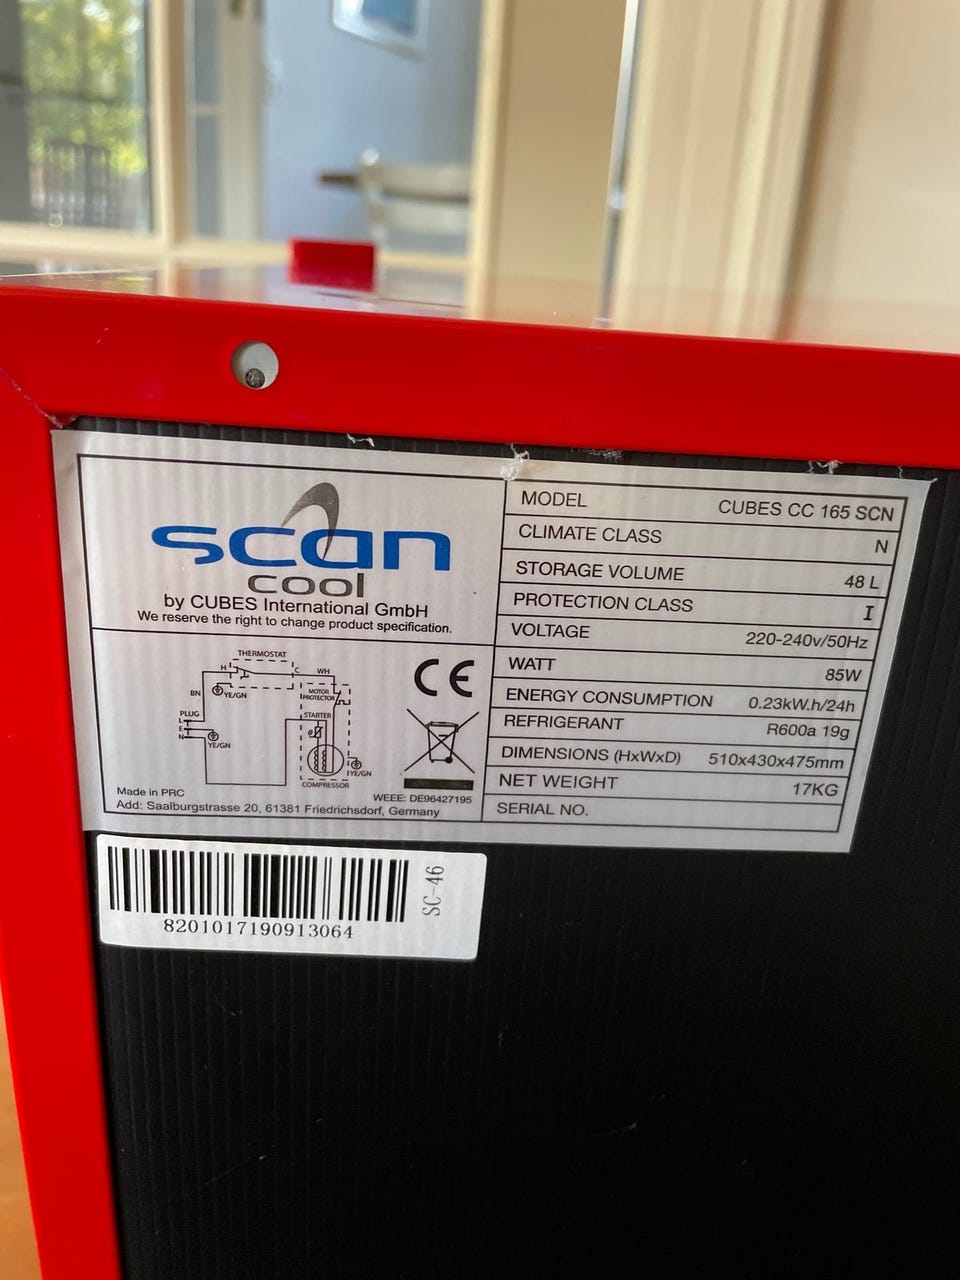 scan
cool
by CUBES International GmbH
We reserve the right to change product specification.
THERMOSTAT
H
C
WH
BN
YE/GN
MOTOR
PROTECTOR
PLUG
L
E
N
STARTER
YE/GN
YE/GN
COMPRESSOR
CE
WEEE: DE96427195
Made in PRC
Add: Saalburgstrasse 20, 61381 Friedrichsdorf, Germany
MODEL CUBES CC 165 SCN
CLIMATE CLASS N
STORAGE VOLUME 48 L
PROTECTION CLASS I
VOLTAGE 220-240v/50Hz
WATT 85W
ENERGY CONSUMPTION 0.23kW.h/24h
REFRIGERANT R600a 19g
DIMENSIONS (HxWxD) 510x430x475mm
NET WEIGHT 17KG
SERIAL NO.
8201017190913064
SC-46